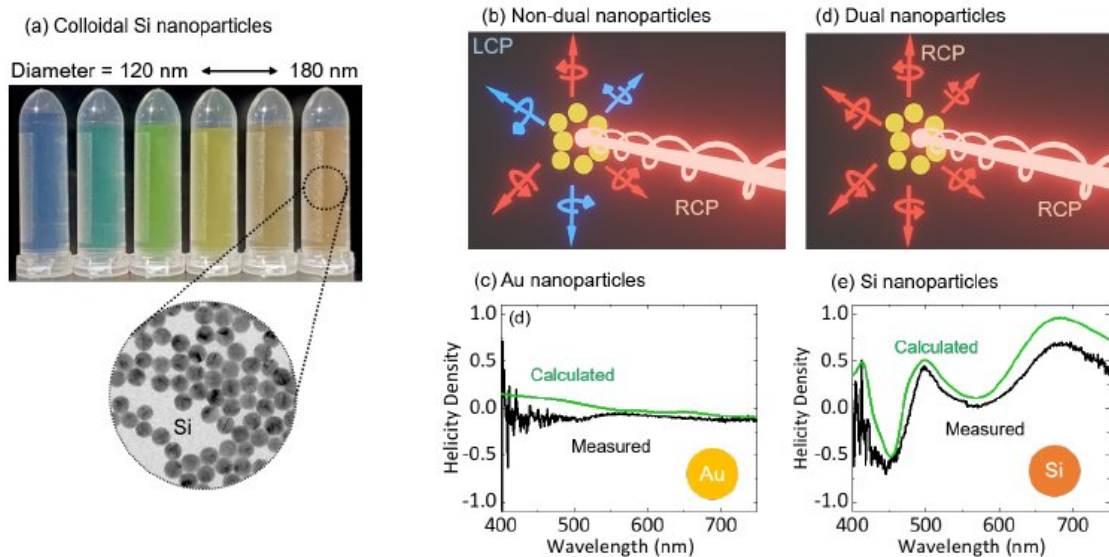 (a) Colloidal Si nanoparticles
Diameter = 120 nm 180 nm
Si
(b) Non-dual nanoparticles
LCP
RCP
(d) Dual nanoparticles
RCP
RCP
(c) Au nanoparticles
(d)
Calculated
Measured
Au
Helicity Density
1.0
0.5
0.0
-0.5
-1.0
400 500 600 700
Wavelength (nm)
(e) Si nanoparticles
Calculated
Measured
Si
Helicity Density
1.0
0.5
0.0
-0.5
-1.0
400 500 600 700
Wavelength (nm)